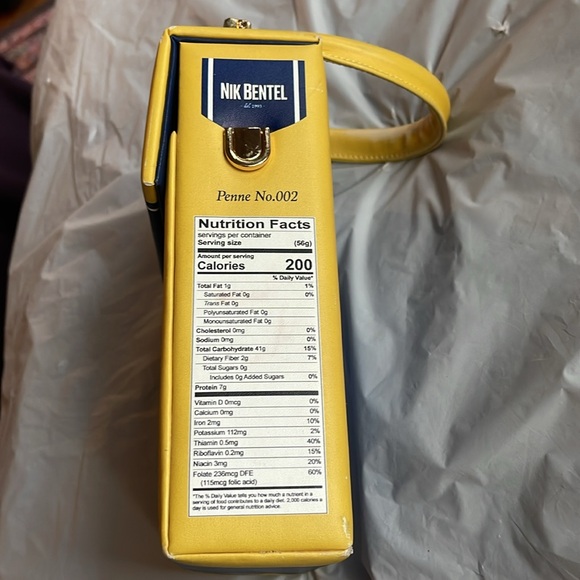 NIK BENTEL
Penne No.002
Nutrition Facts
servings per container
Serving size (56g)
Amount per serving
Calories 200
% Daily Value*
Total Fat 1g 1%
Saturated Fat 0g 0%
Trans Fat 0g
Polyunsaturated Fat 0g
Monounsaturated Fat 0g
Cholesterol 0mg 0%
Sodium 0mg 0%
Total Carbohydrate 41g 15%
Dietary Fiber 2g 7%
Total Sugars 0g
Includes 0g Added Sugars 0%
Protein 7g
Vitamin D 0mcg 0%
Calcium 0mg 0%
Iron 2mg 10%
Potassium 112mg 2%
Thiamin 0.5mg 40%
Riboflavin 0.2mg 15%
Niacin 3mg 20%
Folate 236mcg DFE 60%
(115mcg folic acid)
*The % Daily Value tells you how much a nutrient in a
serving of food contributes to a daily diet. 2,000 calories a
day is used for general nutrition advice.